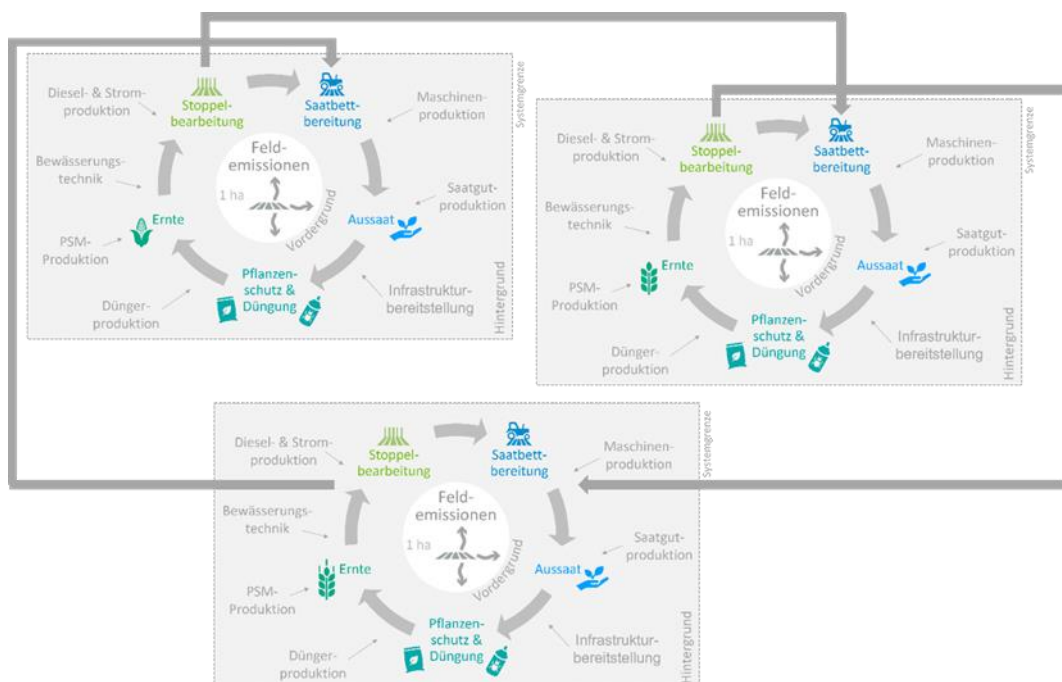 Diesel- & Strom-
produktion
Stoppel-
bearbeitung
Saatbett-
bereitung
Maschinen-
produktion
Systemgrenze
Bewässerungs-
technik
Feld-
emissionen
1 ha
Vordergrund
Saatgut-
produktion
Aussaat
Ernte
PSM-
Produktion
Pflanzen-
schutz &
Düngung
Dünger-
produktion
Infrastruktur-
bereitstellung
Hintergrund
Diesel- & Strom-
produktion
Stoppel-
bearbeitung
Saatbett-
bereitung
Maschinen-
produktion
Systemgrenze
Bewässerungs-
technik
Feld-
emissionen
1 ha
Vordergrund
Saatgut-
produktion
Aussaat
Ernte
PSM-
Produktion
Pflanzen-
schutz &
Düngung
Dünger-
produktion
Infrastruktur-
bereitstellung
Hintergrund
Diesel- & Strom-
produktion
Stoppel-
bearbeitung
Saatbett-
bereitung
Maschinen-
produktion
Systemgrenze
Bewässerungs-
technik
Feld-
emissionen
1 ha
Vordergrund
Saatgut-
produktion
Aussaat
Ernte
PSM-
Produktion
Pflanzen-
schutz &
Düngung
Dünger-
produktion
Infrastruktur-
bereitstellung
Hintergrund